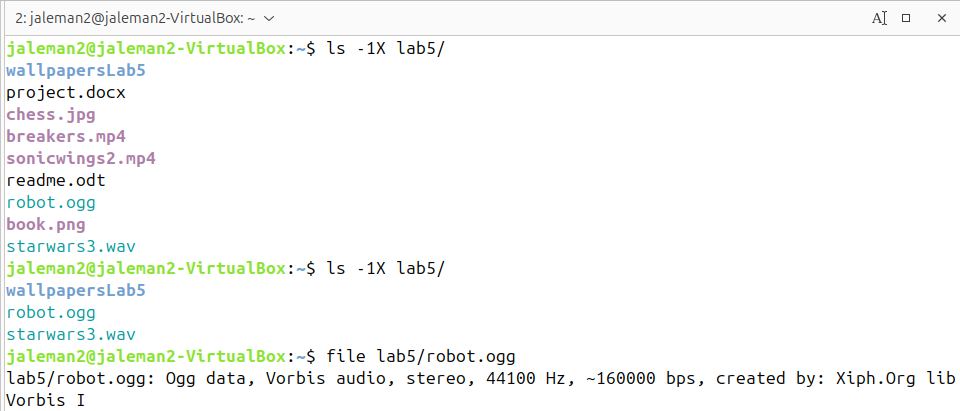 2: jaleman2@jaleman2-VirtualBox: ~
jaleman2@jaleman2-VirtualBox:~$ ls -1X lab5/
wallpapersLab5
project.docx
chess.jpg
breakers.mp4
sonicwings2.mp4
readme.odt
robot.ogg
book.png
starwars3.wav
jaleman2@jaleman2-VirtualBox:~$ ls -1X lab5/
wallpapersLab5
robot.ogg
starwars3.wav
jaleman2@jaleman2-VirtualBox:~$ file lab5/robot.ogg
lab5/robot.ogg: Ogg data, Vorbis audio, stereo, 44100 Hz, ~160000 bps, created by: Xiph.Org lib
Vorbis I